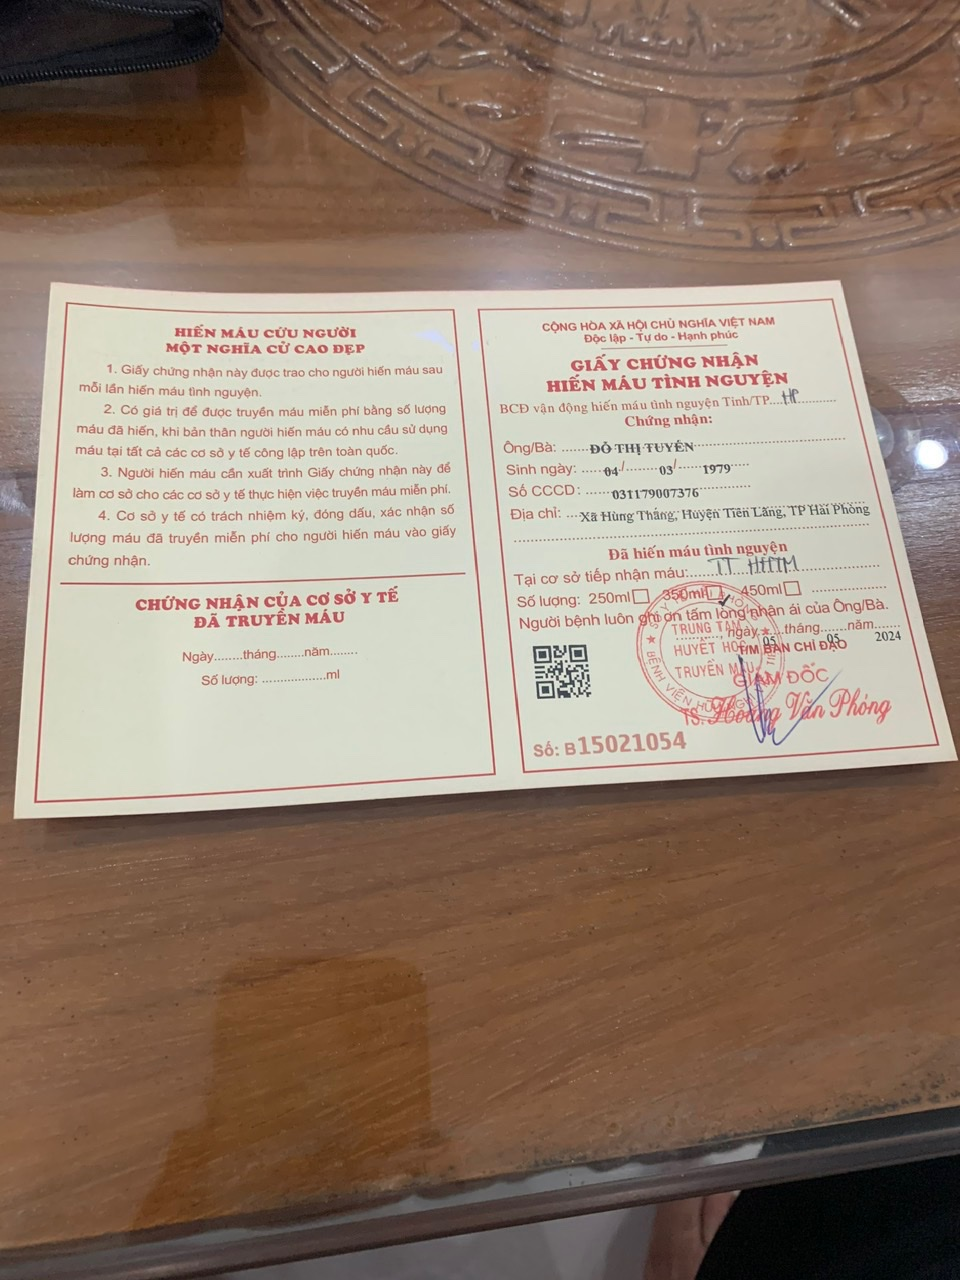 HIẾN MÁU CỨU NGƯỜI
MỘT NGHĨA CỬ CAO ĐẸP
1. Giấy chứng nhận này được trao cho người hiến máu sau
mỗi lần hiến máu tình nguyện.
2. Có giá trị để được truyền máu miễn phí bằng số lượng
máu đã hiến, khi bản thân người hiến máu có nhu cầu sử dụng
máu tại tất cả các cơ sở y tế công lập trên toàn quốc.
3. Người hiến máu cần xuất trình Giấy chứng nhận này để
làm cơ sở cho các cơ sở y tế thực hiện việc truyền máu miễn phí.
4. Cơ sở y tế có trách nhiệm ký, đóng dấu, xác nhận số
lượng máu đã truyền miễn phí cho người hiến máu vào giấy
chứng nhận.
CHỨNG NHẬN CỦA CƠ SỞ Y TẾ
ĐÃ TRUYỀN MÁU
Ngày........tháng........năm........
Số lượng: ..................ml
CỘNG HÒA XÃ HỘI CHỦ NGHĨA VIỆT NAM
Độc lập - Tự do - Hạnh phúc
GIẤY CHỨNG NHẬN
HIẾN MÁU TÌNH NGUYỆN
BCĐ vận động hiến máu tình nguyện Tỉnh/TP....HP.........
Chứng nhận:
Ông/Bà: .......ĐỖ THỊ TUYẾN
Sinh ngày: .....04/........03/......1979
Số CCCD: ......031179007376
Địa chỉ: ...Xã Hùng Thắng, Huyện Tiên Lãng, TP Hải Phòng
Đã hiến máu tình nguyện
Tại cơ sở tiếp nhận máu:.....TT HHTM
Số lượng: 250ml☐ 350ml☑ 450ml☐
Người bệnh luôn ghi ơn tấm lòng nhân ái của Ông/Bà.
ngày 05 tháng 05 năm 2024
T/M BAN CHỈ ĐẠO
GIÁM ĐỐC
TS. Hoàng Văn Phóng
TRUNG TÂM
HUYẾT HỌC
TRUYỀN MÁU
Số: B15021054